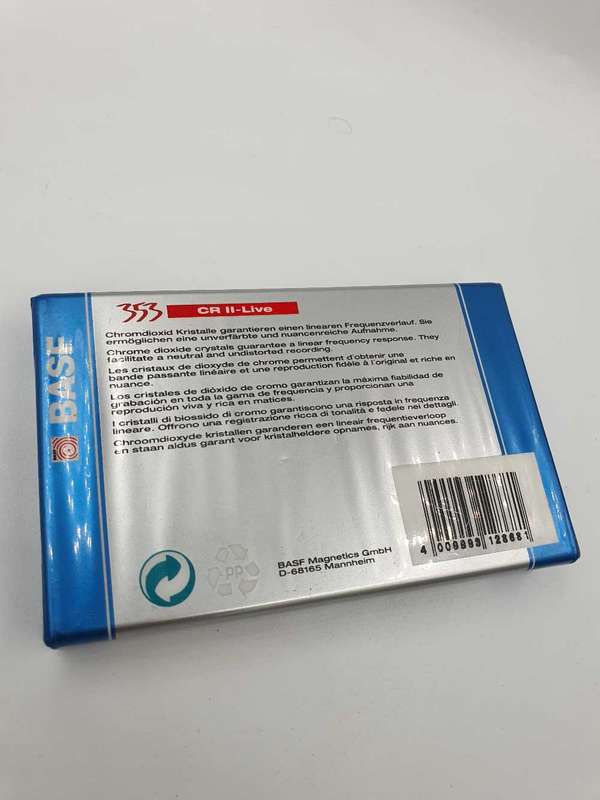 BASF
353 CR II-Live
Chromdioxid Kristalle garantieren einen linearen Frequenzverlauf. Sie
ermöglichen eine unverfärbte und nuancenreiche Aufnahme.
Chrome dioxide crystals guarantee a linear frequency response. They
facilitate a neutral and undistorted recording.
Les cristaux de dioxyde de chrome permettent d'obtenir une
bande passante linéaire et une reproduction fidèle à l'original et riche en
nuance.
Los cristales de dióxido de cromo garantizan la máxima fiabilidad de
grabación en toda la gama de frequencia y proporcionan una
reproducción viva y rica en matices.
I cristalli di biossido di cromo garantiscono una risposta in frequenza
lineare. Offrono una registrazione ricca di tonalità e fedele nei dettagli.
Chroomdioxyde kristallen garanderen een lineair frequentieverloop
en staan aldus garant voor kristalheldere opnames, rijk aan nuances.
PP
BASF Magnetics GmbH
D-68165 Mannheim